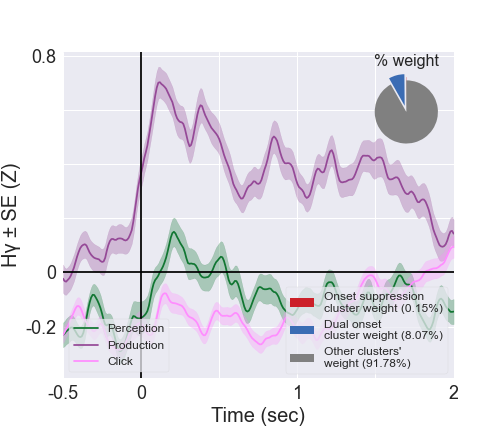 % weight
0.8
0
-0.2
Hγ ± SE (Z)
Perception
Production
Click
Onset suppression
cluster weight (0.15%)
Dual onset
cluster weight (8.07%)
Other clusters'
weight (91.78%)
-0.5
0
1
2
Time (sec)